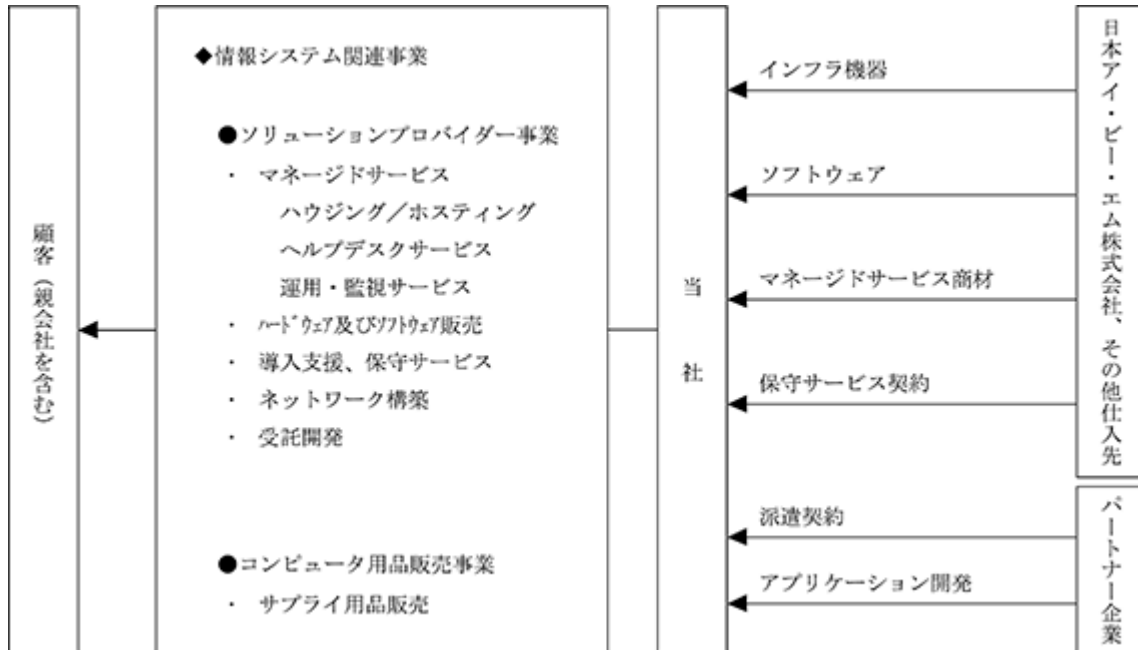 顧客（親会社を含む）
◆情報システム関連事業
●ソリューションプロバイダー事業
・ マネージドサービス
ハウジング／ホスティング
ヘルプデスクサービス
運用・監視サービス
・ ﾊｰﾄﾞｳｪｱ及びｿﾌﾄｳｪｱ販売
・ 導入支援、保守サービス
・ ネットワーク構築
・ 受託開発
●コンピュータ用品販売事業
・ サプライ用品販売
当社
インフラ機器
ソフトウェア
マネージドサービス商材
保守サービス契約
派遣契約
アプリケーション開発
日本アイ・ビー・エム株式会社、その他仕入先
パートナー企業